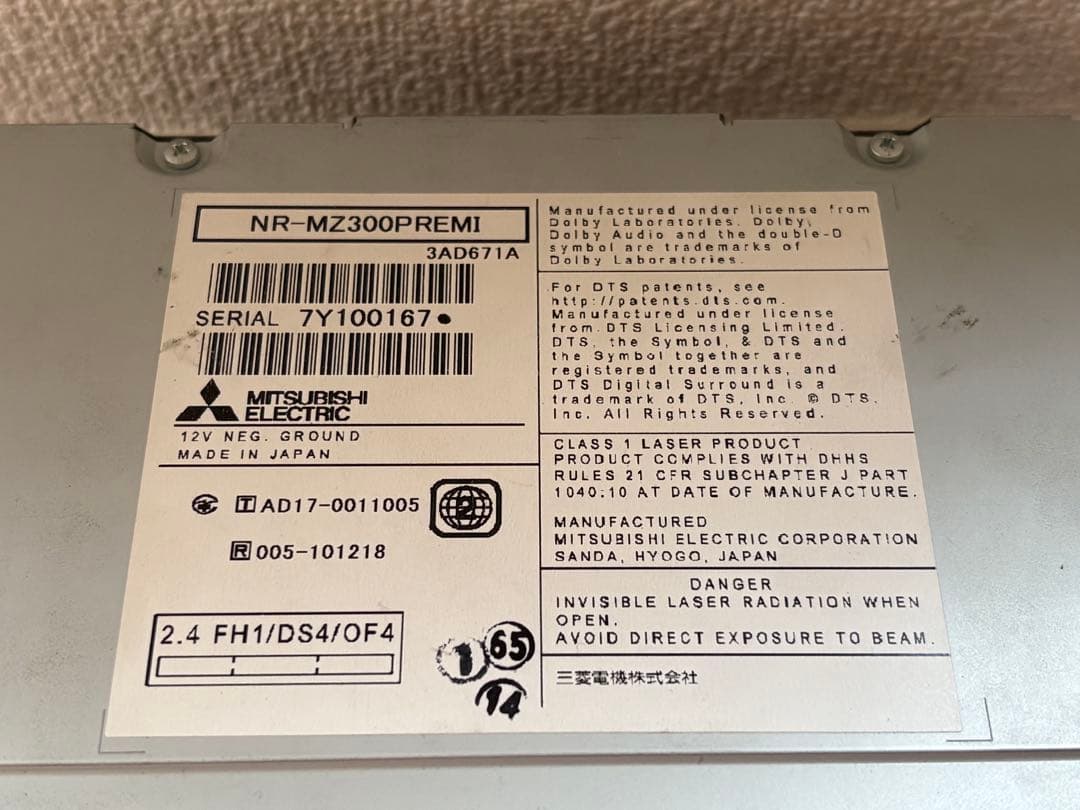 NR-MZ300PREMI
3AD671A
SERIAL 7Y100167
MITSUBISHI
ELECTRIC
12V NEG. GROUND
MADE IN JAPAN
T AD17-0011005
R 005-101218
2.4 FH1/DS4/OF4
65
14
Manufactured under license from
Dolby Laboratories. Dolby,
Dolby Audio and the double-D
symbol are trademarks of
Dolby Laboratories.
For DTS patents, see
http://patents.dts.com.
Manufactured under license
from DTS Licensing Limited.
DTS, the Symbol, & DTS and
the Symbol together are
registered trademarks, and
DTS Digital Surround is a
trademark of DTS, Inc. © DTS,
Inc. All Rights Reserved.
CLASS 1 LASER PRODUCT
PRODUCT COMPLIES WITH DHHS
RULES 21 CFR SUBCHAPTER J PART
1040.10 AT DATE OF MANUFACTURE.
MANUFACTURED
MITSUBISHI ELECTRIC CORPORATION
SANDA, HYOGO, JAPAN
DANGER
INVISIBLE LASER RADIATION WHEN
OPEN.
AVOID DIRECT EXPOSURE TO BEAM.
三菱電機株式会社